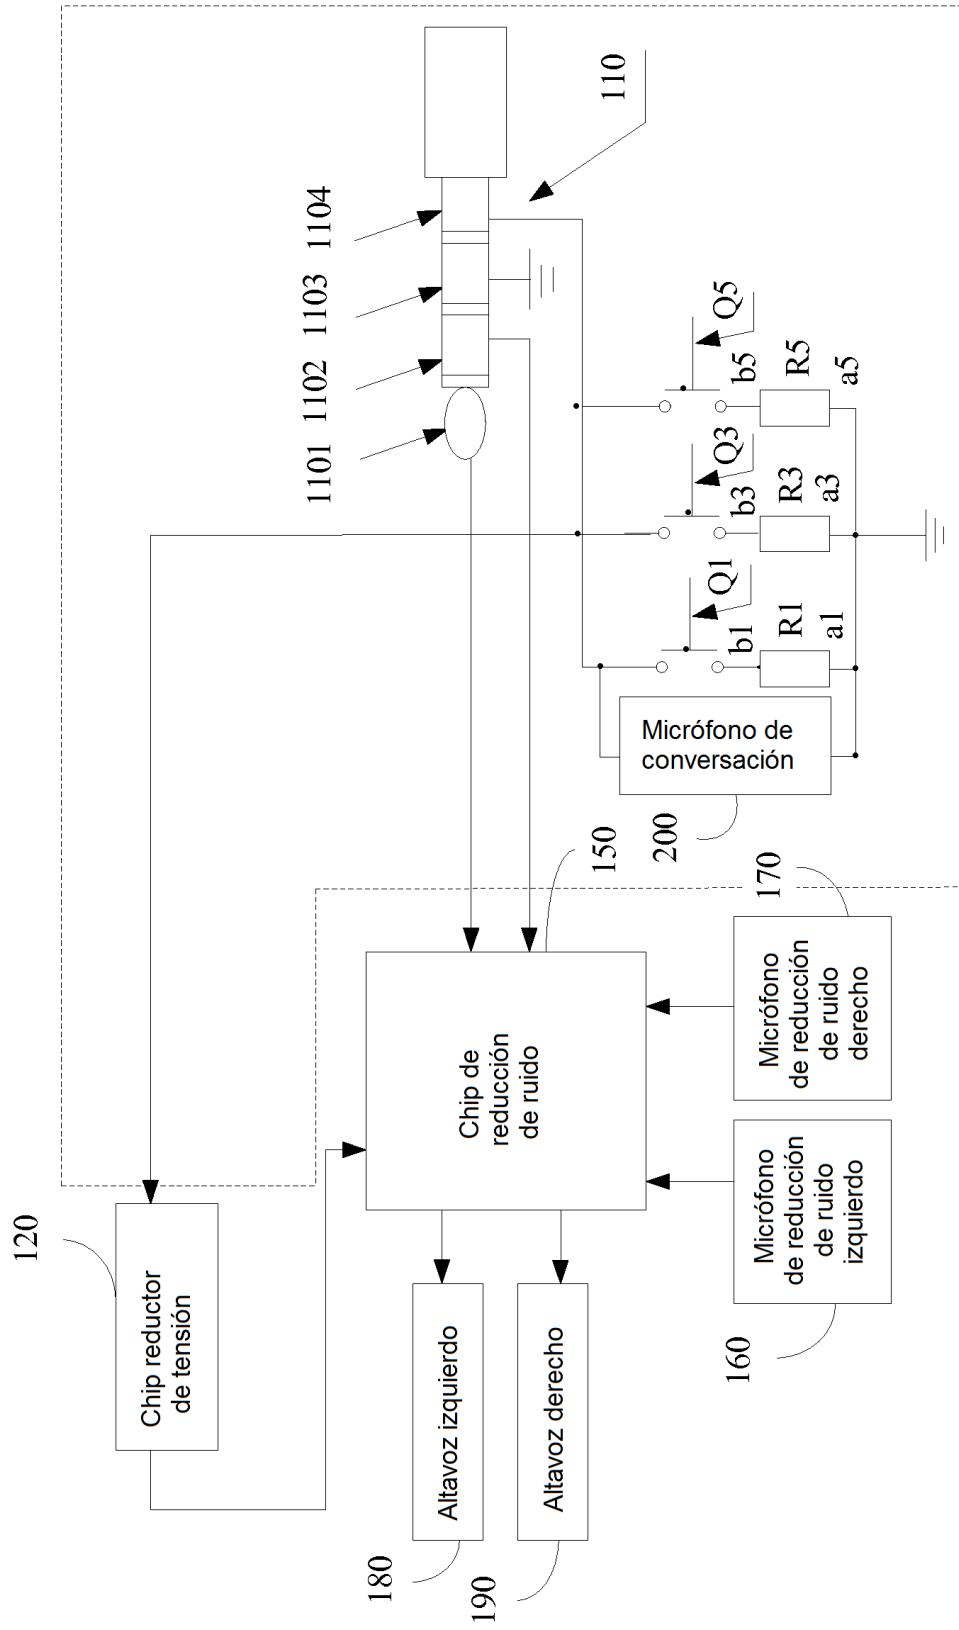 120
Chip reductor
de tensión
180
Altavoz izquierdo
190
Altavoz derecho
Chip de
reducción
de ruido
150
160
Micrófono
de reducción
de ruido
izquierdo
170
Micrófono
de reducción
de ruido
derecho
200
Micrófono de
conversación
1101
1102
1103
1104
110
Q1
b1
R1
a1
Q3
b3
R3
a3
Q5
b5
R5
a5